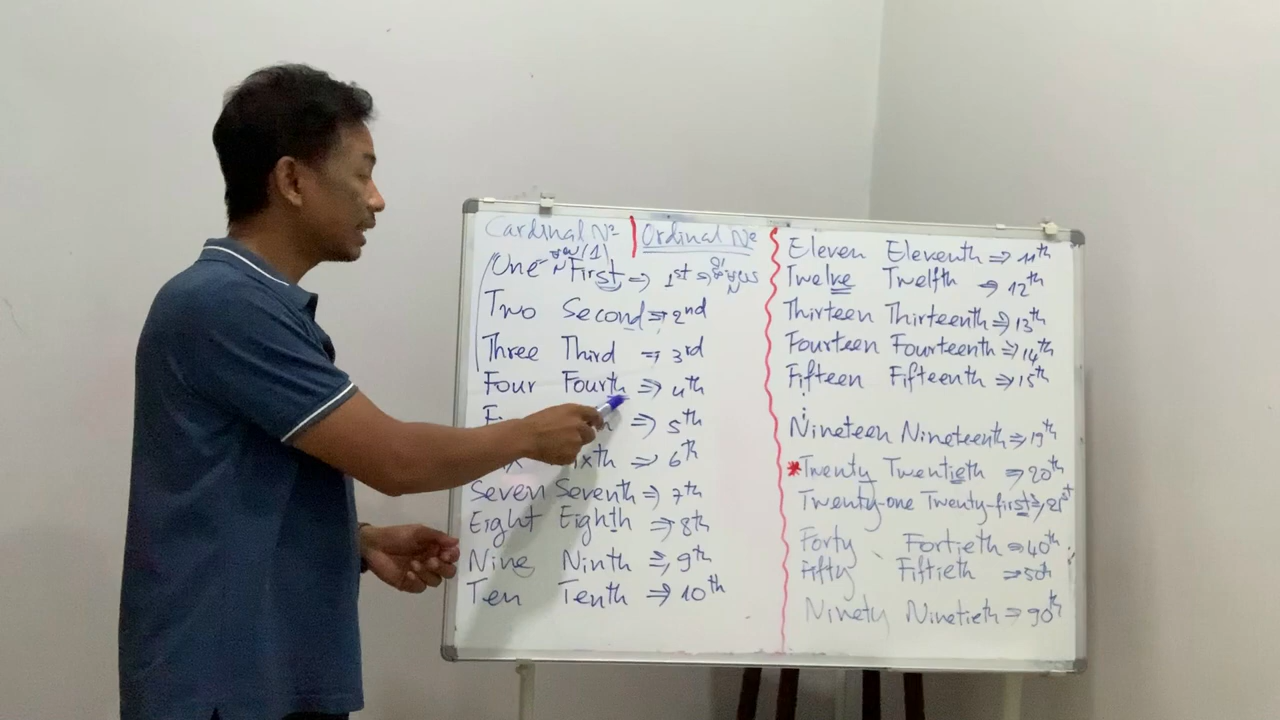 Cardinal Nº | Ordinal Nº
One First ⇒ 1st ⇒
Two Second ⇒ 2nd
Three Third ⇒ 3rd
Four Fourth ⇒ 4th
⇒ 5th
⇒ 6th
Seven Seventh ⇒ 7th
Eight Eighth ⇒ 8th
Nine Ninth ⇒ 9th
Ten Tenth ⇒ 10th
Eleven Eleventh ⇒ 11th
Twelve Twelfth ⇒ 12th
Thirteen Thirteenth ⇒ 13th
Fourteen Fourteenth ⇒ 14th
Fifteen Fifteenth ⇒ 15th
Nineteen Nineteenth ⇒ 19th
*Twenty Twentieth ⇒ 20th
Twenty-one Twenty-first ⇒ 21st
Forty Fortieth ⇒ 40th
Fifty Fiftieth ⇒ 50th
Ninety Ninetieth ⇒ 90th